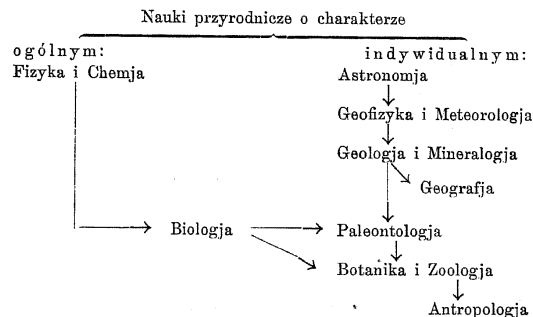 Nauki przyrodnicze o charakterze
ogólnym:
indywidualnym:
Fizyka i Chemja
Astronomja
Geofizyka i Meteorologja
Geologja i Mineralogja
Geografja
Biologja
Paleontologja
Botanika i Zoologja
Antropologja